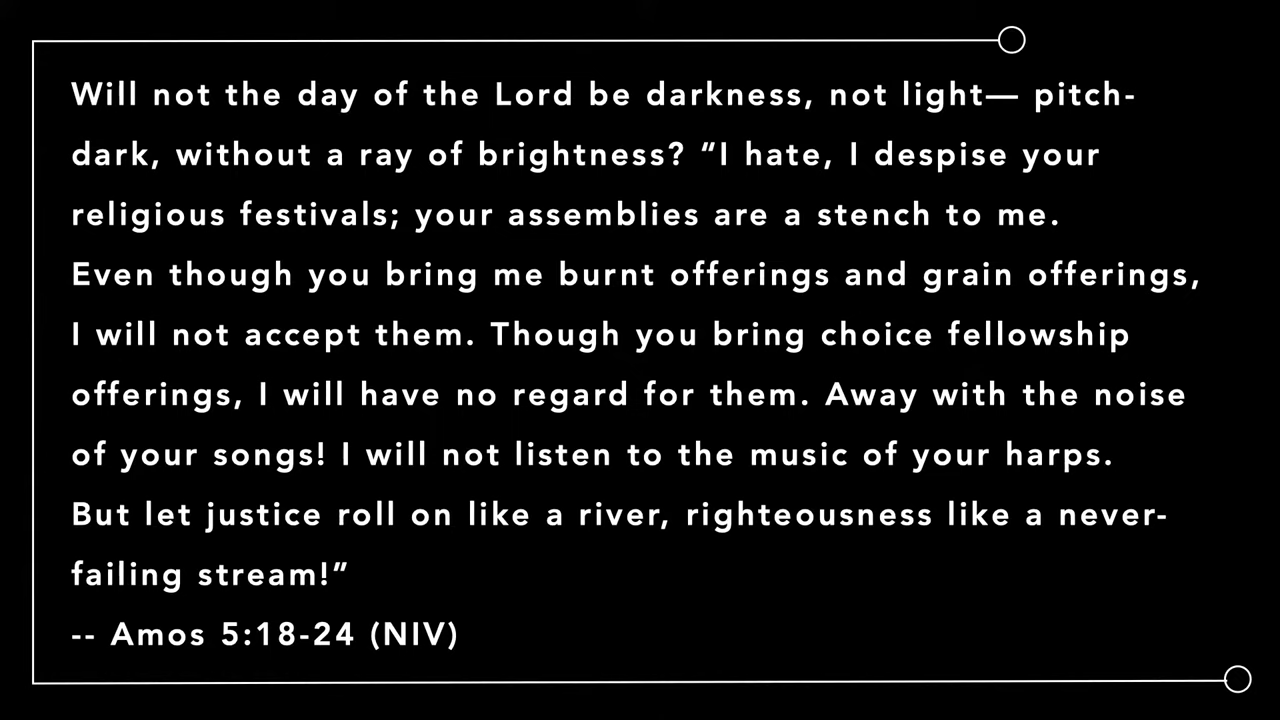 Will not the day of the Lord be darkness, not light— pitch-
dark, without a ray of brightness? “I hate, I despise your
religious festivals; your assemblies are a stench to me.
Even though you bring me burnt offerings and grain offerings,
I will not accept them. Though you bring choice fellowship
offerings, I will have no regard for them. Away with the noise
of your songs! I will not listen to the music of your harps.
But let justice roll on like a river, righteousness like a never-
failing stream!”
-- Amos 5:18-24 (NIV)